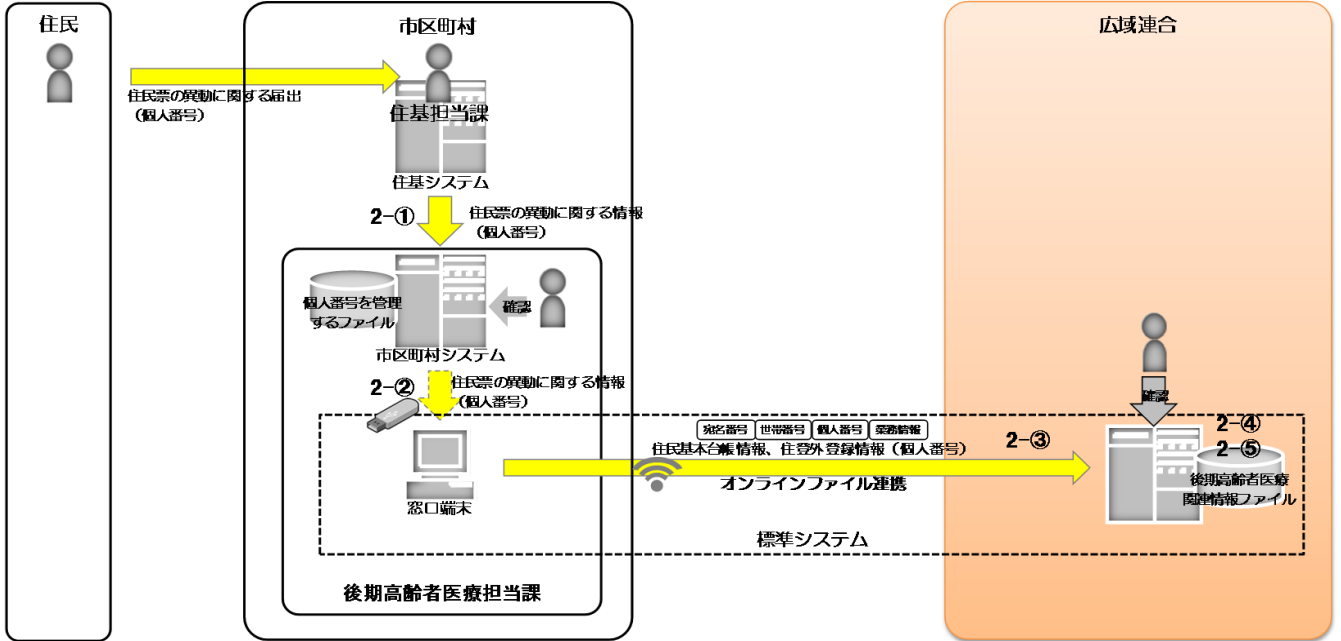 住民
市区町村
広域連合
住民票の異動に関する届出
（個人番号）
住基担当課
住基システム
2-①
住民票の異動に関する情報
（個人番号）
個人番号を管理
するファイル
確認
市区町村システム
2-②
住民票の異動に関する情報
（個人番号）
確認
宛名番号 世帯番号 個人番号 業務情報
住民基本台帳情報、住登外登録情報（個人番号）
2-③
2-④
2-⑤
オンラインファイル連携
後期高齢者医療
関連情報ファイル
窓口端末
標準システム
後期高齢者医療担当課